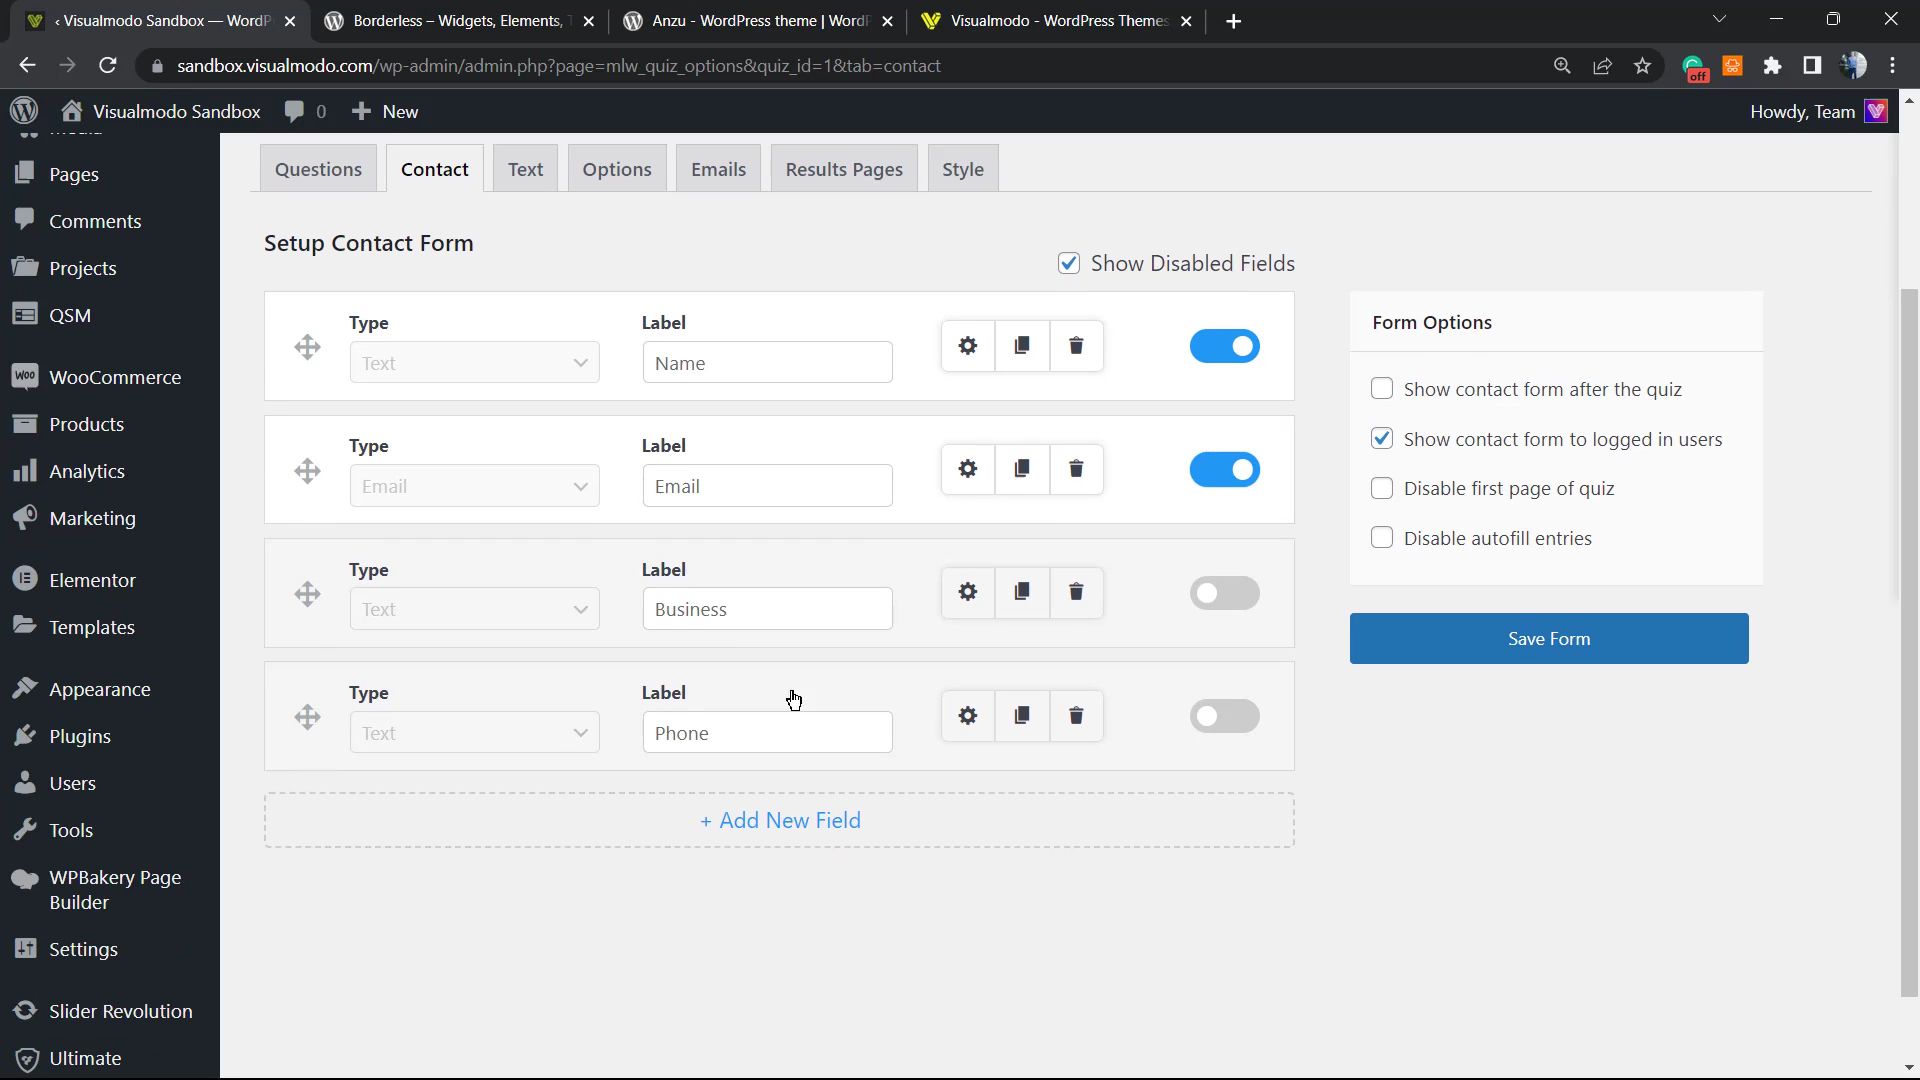 ‹ Visualmodo Sandbox — WordP
Borderless – Widgets, Elements, T
Anzu - WordPress theme | WordP
Visualmodo - WordPress Themes
sandbox.visualmodo.com/wp-admin/admin.php?page=mlw_quiz_options&quiz_id=1&tab=contact
off
Visualmodo Sandbox
0
New
Howdy, Team
Pages
Comments
Projects
QSM
Woo WooCommerce
Products
Analytics
Marketing
Elementor
Templates
Appearance
Plugins
Users
Tools
WPBakery Page
Builder
Settings
Slider Revolution
Ultimate
Questions
Contact
Text
Options
Emails
Results Pages
Style
Setup Contact Form
Show Disabled Fields
Type
Label
Text
Name
Type
Label
Email
Email
Type
Label
Text
Business
Type
Label
Text
Phone
+ Add New Field
Form Options
Show contact form after the quiz
Show contact form to logged in users
Disable first page of quiz
Disable autofill entries
Save Form